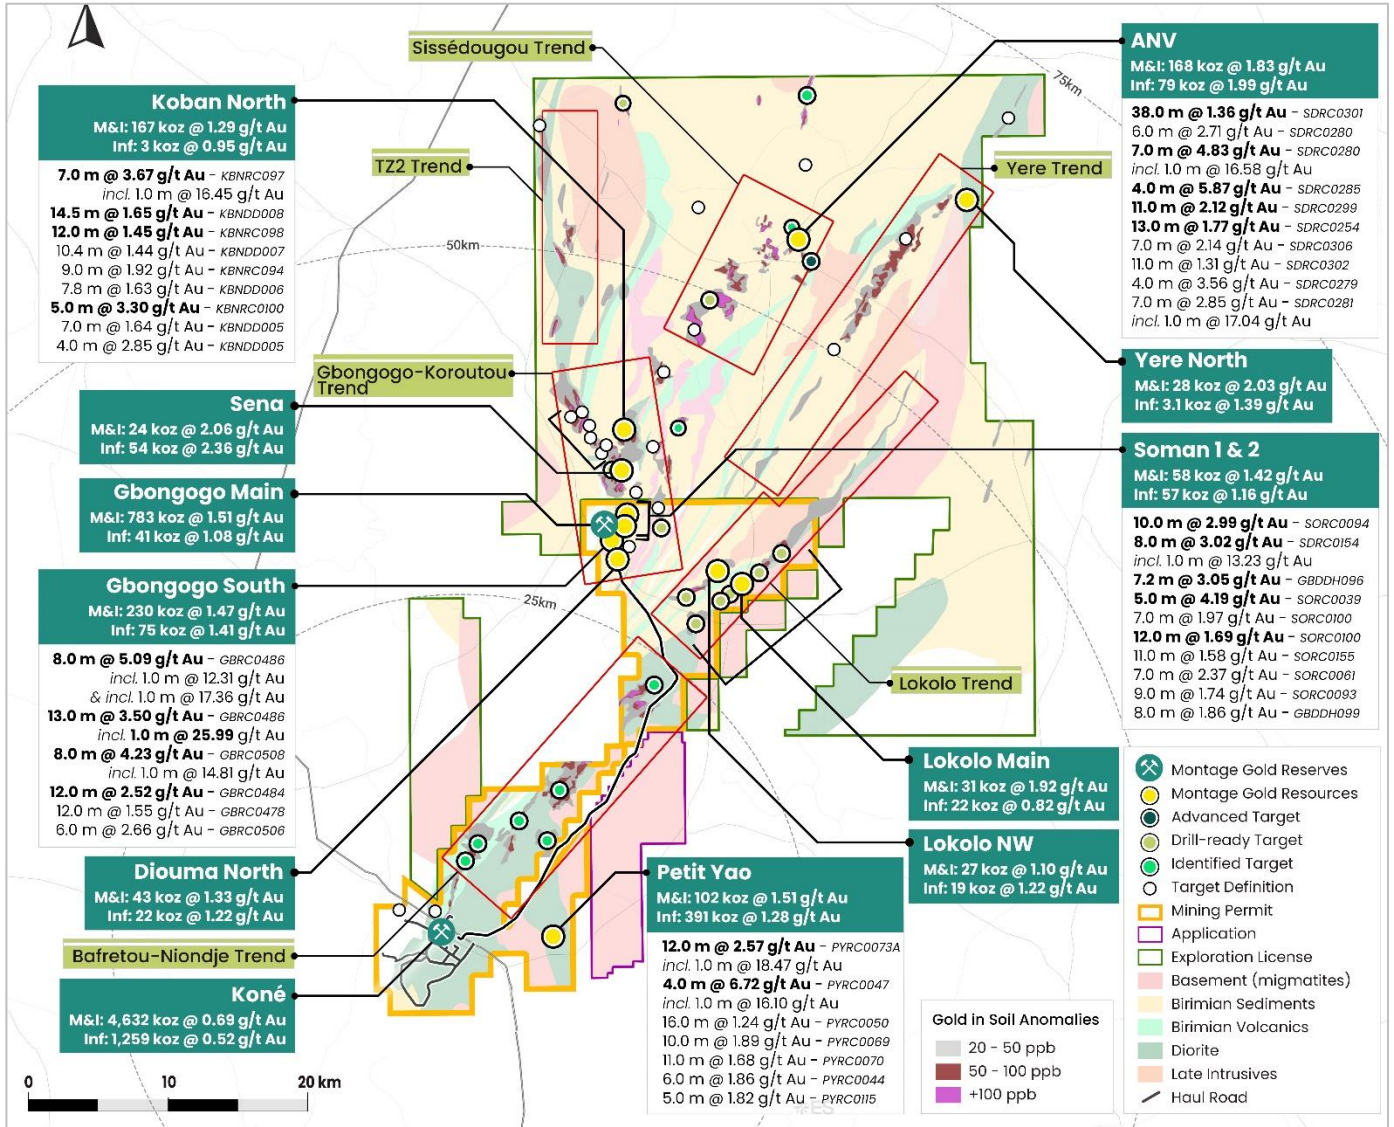 Sissédougou Trend
TZ2 Trend
Gbongogo-Koroutou
Trend
Yere Trend
Lokolo Trend
Bafretou-Niondje Trend
75km
50km
25km
Koban North
M&I: 167 koz @ 1.29 g/t Au
Inf: 3 koz @ 0.95 g/t Au
7.0 m @ 3.67 g/t Au - KBNRC097
incl. 1.0 m @ 16.45 g/t Au
14.5 m @ 1.65 g/t Au - KBNDD008
12.0 m @ 1.45 g/t Au - KBNRC098
10.4 m @ 1.44 g/t Au - KBNDD007
9.0 m @ 1.92 g/t Au - KBNRC094
7.8 m @ 1.63 g/t Au - KBNDD006
5.0 m @ 3.30 g/t Au - KBNRC0100
7.0 m @ 1.64 g/t Au - KBNDD005
4.0 m @ 2.85 g/t Au - KBNDD005
Sena
M&I: 24 koz @ 2.06 g/t Au
Inf: 54 koz @ 2.36 g/t Au
Gbongogo Main
M&I: 783 koz @ 1.51 g/t Au
Inf: 41 koz @ 1.08 g/t Au
Gbongogo South
M&I: 230 koz @ 1.47 g/t Au
Inf: 75 koz @ 1.41 g/t Au
8.0 m @ 5.09 g/t Au - GBRC0486
incl. 1.0 m @ 12.31 g/t Au
& incl. 1.0 m @ 17.36 g/t Au
13.0 m @ 3.50 g/t Au - GBRC0486
incl. 1.0 m @ 25.99 g/t Au
8.0 m @ 4.23 g/t Au - GBRC0508
incl. 1.0 m @ 14.81 g/t Au
12.0 m @ 2.52 g/t Au - GBRC0484
12.0 m @ 1.55 g/t Au - GBRC0478
6.0 m @ 2.66 g/t Au - GBRC0506
Diouma North
M&I: 43 koz @ 1.33 g/t Au
Inf: 22 koz @ 1.22 g/t Au
Koné
M&I: 4,632 koz @ 0.69 g/t Au
Inf: 1,259 koz @ 0.52 g/t Au
0 10 20 km
ANV
M&I: 168 koz @ 1.83 g/t Au
Inf: 79 koz @ 1.99 g/t Au
38.0 m @ 1.36 g/t Au - SDRC0301
6.0 m @ 2.71 g/t Au - SDRC0280
7.0 m @ 4.83 g/t Au - SDRC0280
incl. 1.0 m @ 16.58 g/t Au
4.0 m @ 5.87 g/t Au - SDRC0285
11.0 m @ 2.12 g/t Au - SDRC0299
13.0 m @ 1.77 g/t Au - SDRC0254
7.0 m @ 2.14 g/t Au - SDRC0306
11.0 m @ 1.31 g/t Au - SDRC0302
4.0 m @ 3.56 g/t Au - SDRC0279
7.0 m @ 2.85 g/t Au - SDRC0281
incl. 1.0 m @ 17.04 g/t Au
Yere North
M&I: 28 koz @ 2.03 g/t Au
Inf: 3.1 koz @ 1.39 g/t Au
Soman 1 & 2
M&I: 58 koz @ 1.42 g/t Au
Inf: 57 koz @ 1.16 g/t Au
10.0 m @ 2.99 g/t Au - SORC0094
8.0 m @ 3.02 g/t Au - SDRC0154
incl. 1.0 m @ 13.23 g/t Au
7.2 m @ 3.05 g/t Au - GBDDH096
5.0 m @ 4.19 g/t Au - SORC0039
7.0 m @ 1.97 g/t Au - SORC0100
12.0 m @ 1.69 g/t Au - SORC0100
11.0 m @ 1.58 g/t Au - SORC0155
7.0 m @ 2.37 g/t Au - SORC0061
9.0 m @ 1.74 g/t Au - SORC0093
8.0 m @ 1.86 g/t Au - GBDDH099
Lokolo Main
M&I: 31 koz @ 1.92 g/t Au
Inf: 22 koz @ 0.82 g/t Au
Lokolo NW
M&I: 27 koz @ 1.10 g/t Au
Inf: 19 koz @ 1.22 g/t Au
Petit Yao
M&I: 102 koz @ 1.51 g/t Au
Inf: 391 koz @ 1.28 g/t Au
12.0 m @ 2.57 g/t Au - PYRC0073A
incl. 1.0 m @ 18.47 g/t Au
4.0 m @ 6.72 g/t Au - PYRC0047
incl. 1.0 m @ 16.10 g/t Au
16.0 m @ 1.24 g/t Au - PYRC0050
10.0 m @ 1.89 g/t Au - PYRC0069
11.0 m @ 1.68 g/t Au - PYRC0070
6.0 m @ 1.86 g/t Au - PYRC0044
5.0 m @ 1.82 g/t Au - PYRC0115
Gold in Soil Anomalies
20 - 50 ppb
50 - 100 ppb
+100 ppb
Montage Gold Reserves
Montage Gold Resources
Advanced Target
Drill-ready Target
Identified Target
Target Definition
Mining Permit
Application
Exploration License
Basement (migmatites)
Birimian Sediments
Birimian Volcanics
Diorite
Late Intrusives
Haul Road